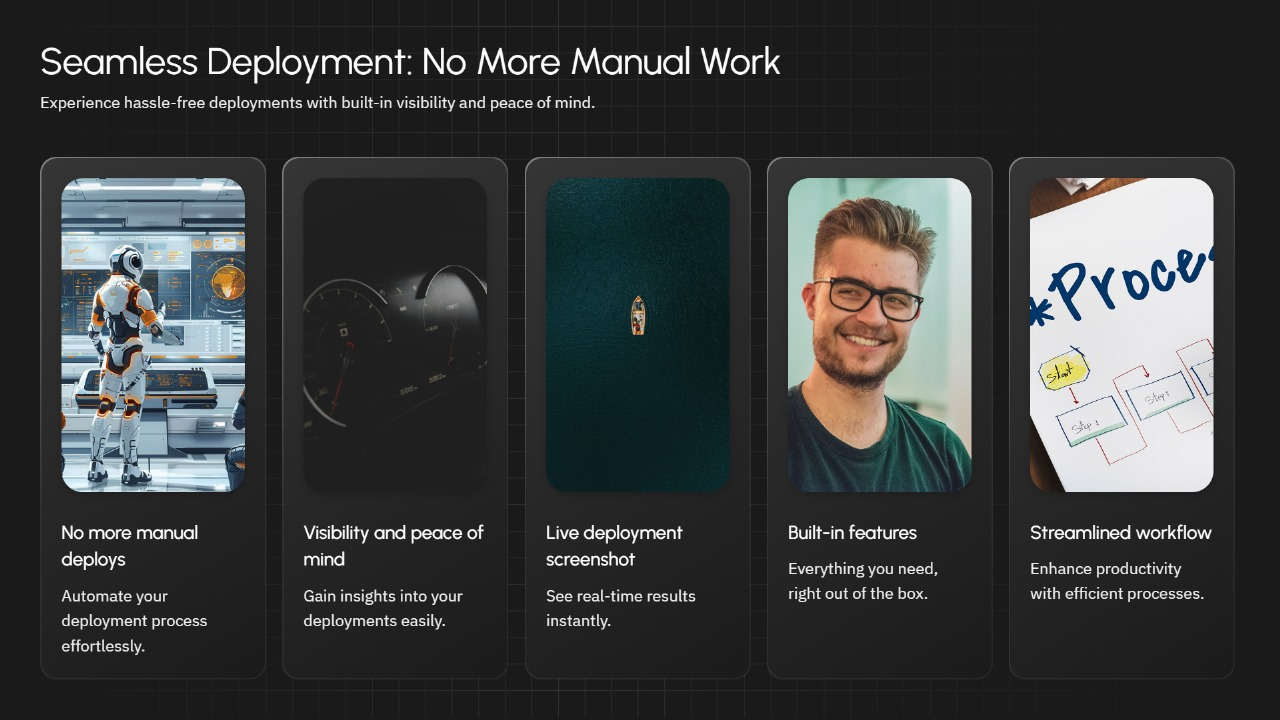 Seamless Deployment: No More Manual Work
Experience hassle-free deployments with built-in visibility and peace of mind.
*Proce
Start
Step 1
Step 2
No more manual
deploys
Automate your
deployment process
effortlessly.
Visibility and peace of
mind
Gain insights into your
deployments easily.
Live deployment
screenshot
See real-time results
instantly.
Built-in features
Everything you need,
right out of the box.
Streamlined workflow
Enhance productivity
with efficient processes.